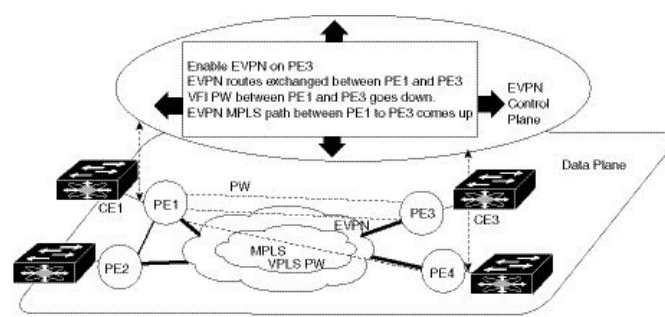 Enable EVPN on PE3
EVPN routes exchanged between PE1 and PE3
VFI PW between PE1 and PE3 goes down.
EVPN MPLS path between PE1 to PE3 comes up
EVPN
Control
Plane
Data Plane
PW
CE1
PE1
PE3
CE3
EVPN
MPLS
VPLS PW
PE2
PE4